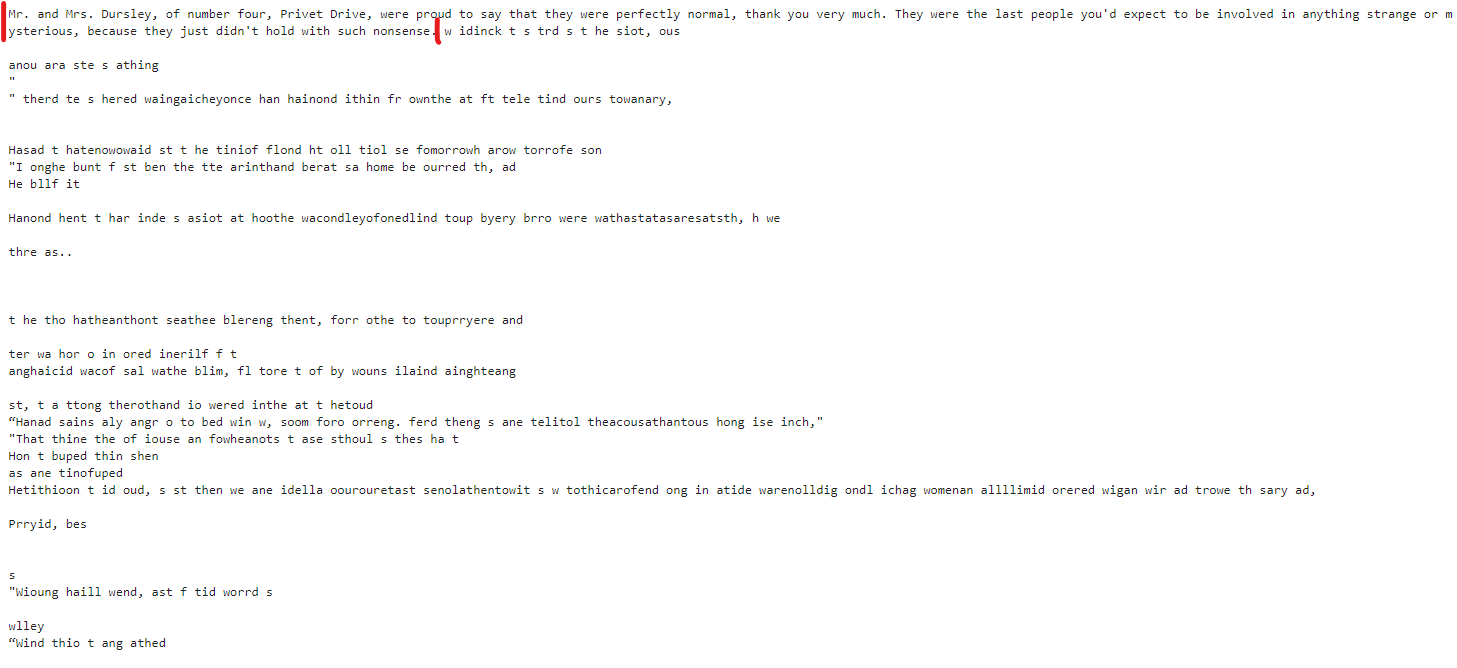 Mr. and Mrs. Dursley, of number four, Privet Drive, were proud to say that they were perfectly normal, thank you very much. They were the last people you'd expect to be involved in anything strange or m
ysterious, because they just didn't hold with such nonsense. w idinck t s trd s t he siot, ous
anou ara ste s athing
"
" therd te s hered waingaicheyonce han hainond ithin fr ownthe at ft tele tind ours towanary,
Hasad t hatenowowaid st t he tiniof flond ht oll tiol se fomorrowh arow torrofe son
"I onghe bunt f st ben the tte arinthand berat sa home be ourred th, ad
He bllf it
Hanond hent t har inde s asiot at hoothe wacondleyofonedlind toup byery brro were wathastatasaresatsth, h we
thre as..
t he tho hatheanthont seathee blereng thent, forr othe to touprryere and
ter wa hor o in ored inerilf f t
anghaicid wacof sal wathe blim, fl tore t of by wouns ilaind ainghteang
st, t a ttong therothand io wered inthe at t hetoud
“Hanad sains aly angr o to bed win w, soom foro orreng. ferd theng s ane telitol theacousathantous hong ise inch,"
"That thine the of iouse an fowheanots t ase sthoul s thes ha t
Hon t buped thin shen
as ane tinofuped
Hetithioon t id oud, s st then we ane idella oourouretast senolathentowit s w tothicarofend ong in atide warenolldig ondl ichag womenan allllimid orered wigan wir ad trowe th sary ad,
Prryid, bes
s
"Wioung haill wend, ast f tid worrd s
wlley
“Wind thio t ang athed